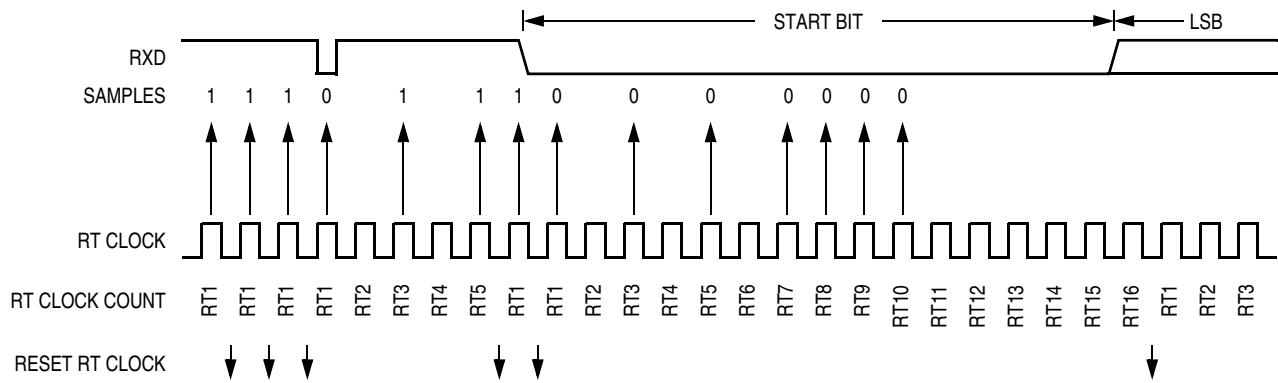 START BIT LSB
RXD
SAMPLES 1 1 1 0 1 1 1 0 0 0 0 0 0 0
RT CLOCK
RT CLOCK COUNT RT1 RT1 RT1 RT1 RT2 RT3 RT4 RT5 RT1 RT1 RT2 RT3 RT4 RT5 RT6 RT7 RT8 RT9 RT10 RT11 RT12 RT13 RT14 RT15 RT16 RT1 RT2 RT3
RESET RT CLOCK